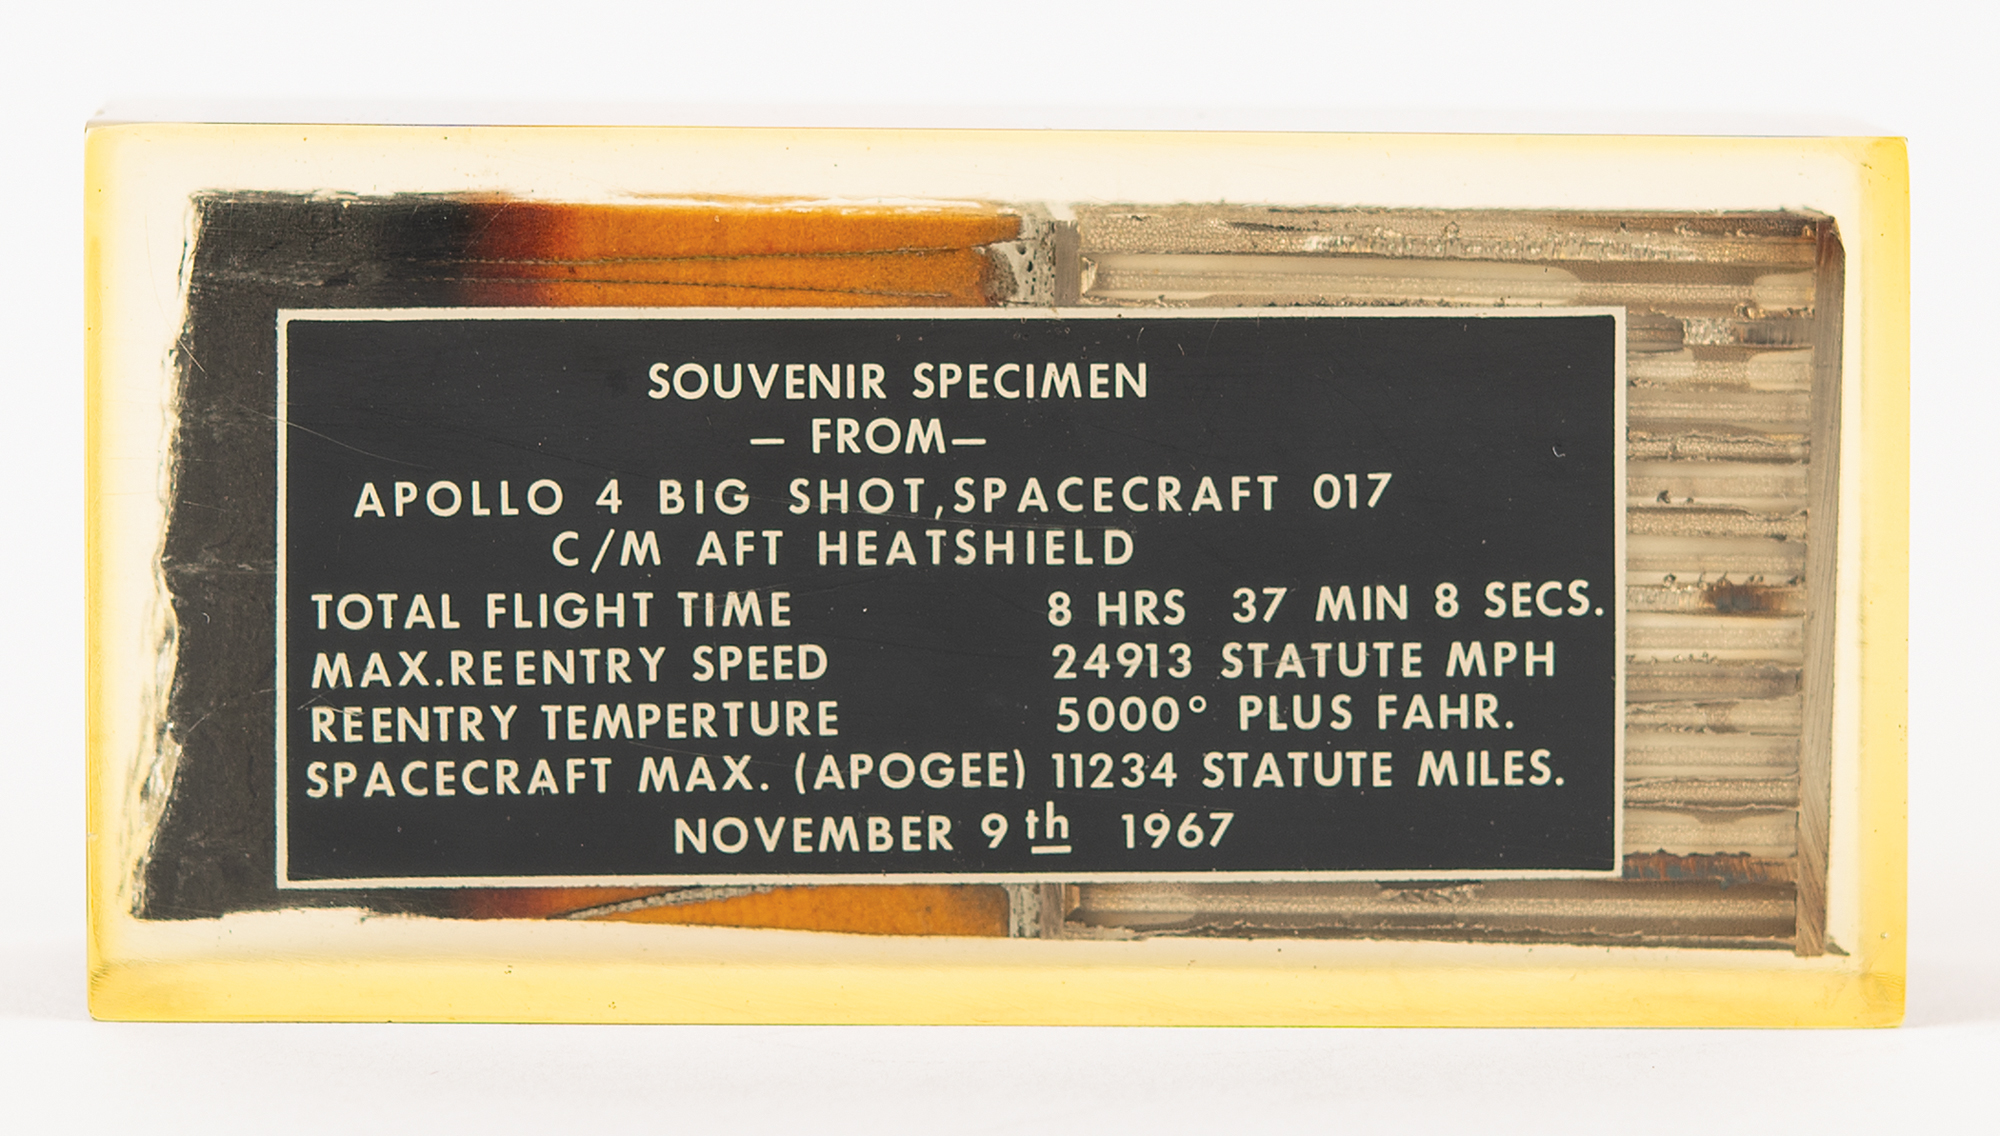 SOUVENIR SPECIMEN
— FROM—
APOLLO 4 BIG SHOT,SPACECRAFT 017
C/M AFT HEATSHIELD
TOTAL FLIGHT TIME 8 HRS 37 MIN 8 SECS.
MAX.REENTRY SPEED 24913 STATUTE MPH
REENTRY TEMPERTURE 5000° PLUS FAHR.
SPACECRAFT MAX. (APOGEE) 11234 STATUTE MILES.
NOVEMBER 9th 1967